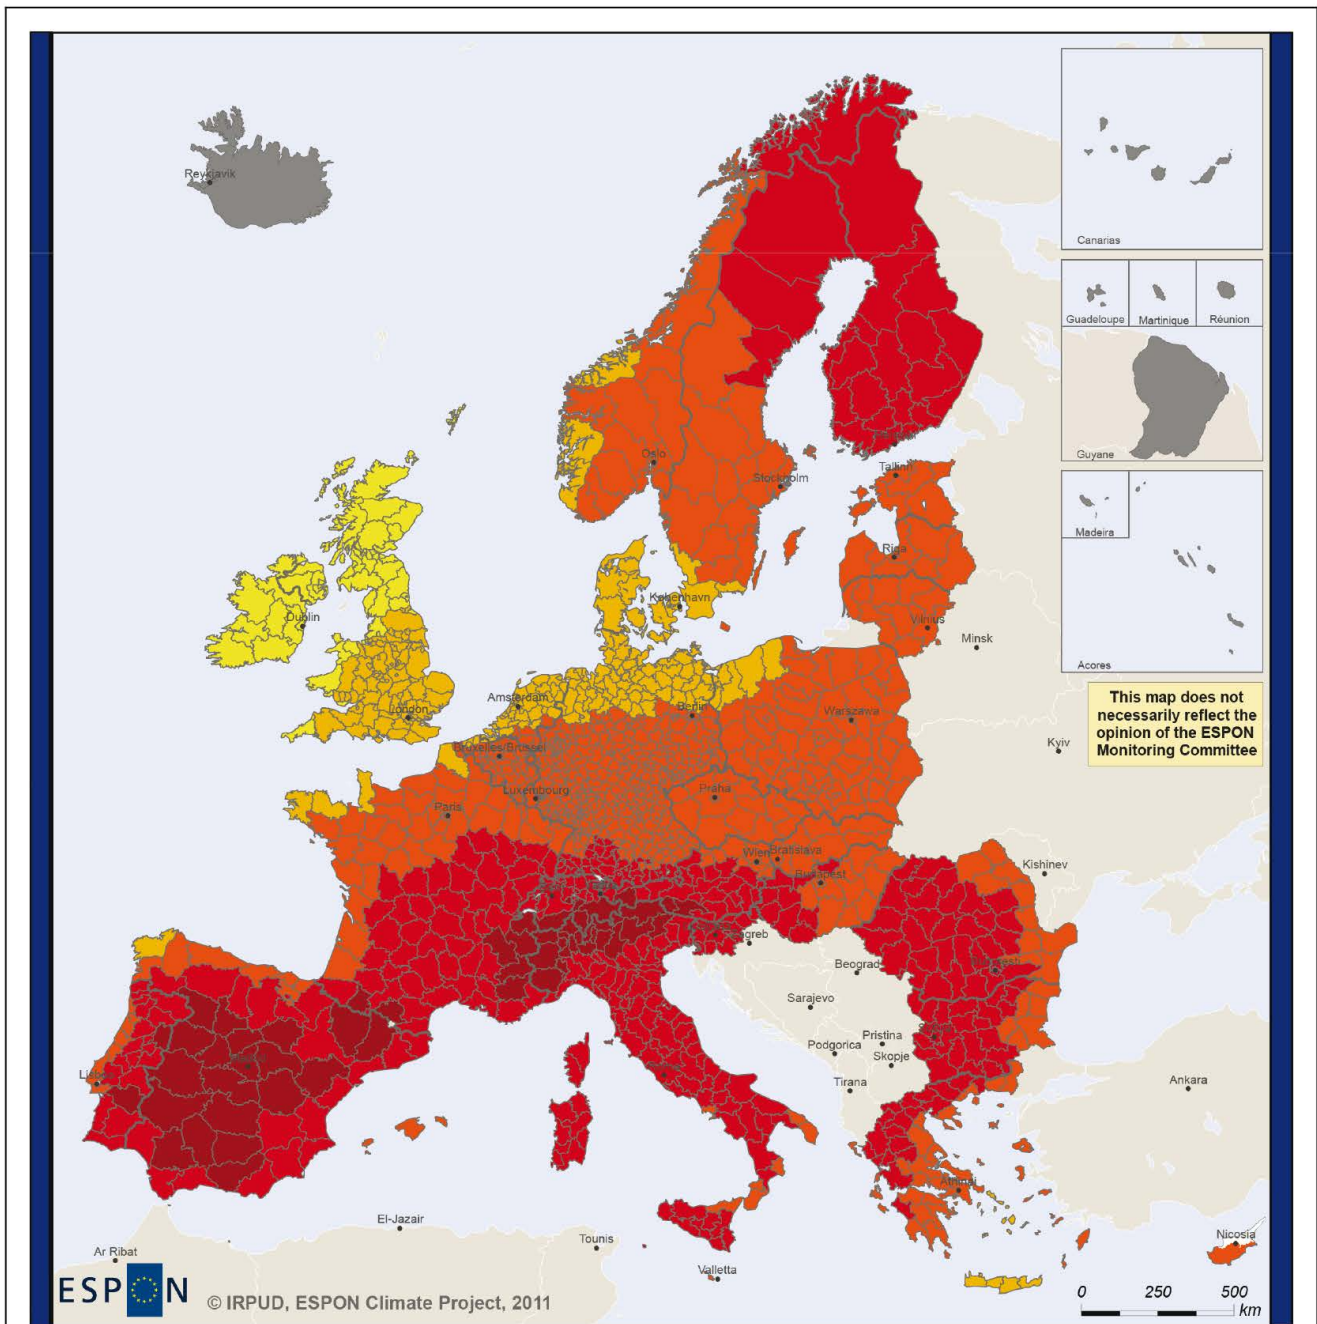 Reykjavik
Canarias
Guadeloupe
Martinique
Réunion
Guyane
Madeira
Acores
This map does not
necessarily reflect the
opinion of the ESPON
Monitoring Committee
Oslo
Stockholm
Tallinn
Riga
København
Vilnius
Minsk
Dublin
Amsterdam
London
Berlin
Warszawa
Bruxelles/Brussel
Kyiv
Luxembourg
Praha
Paris
Wien
Bratislava
Budapest
Kishinev
Zagreb
Beograd
Sarajevo
Pristina
Podgorica
Skopje
Tirana
Ankara
Athinai
Nicosia
El-Jazair
Tounis
Ar Ribat
Valletta
ESPON
© IRPUD, ESPON Climate Project, 2011
0 250 500
km